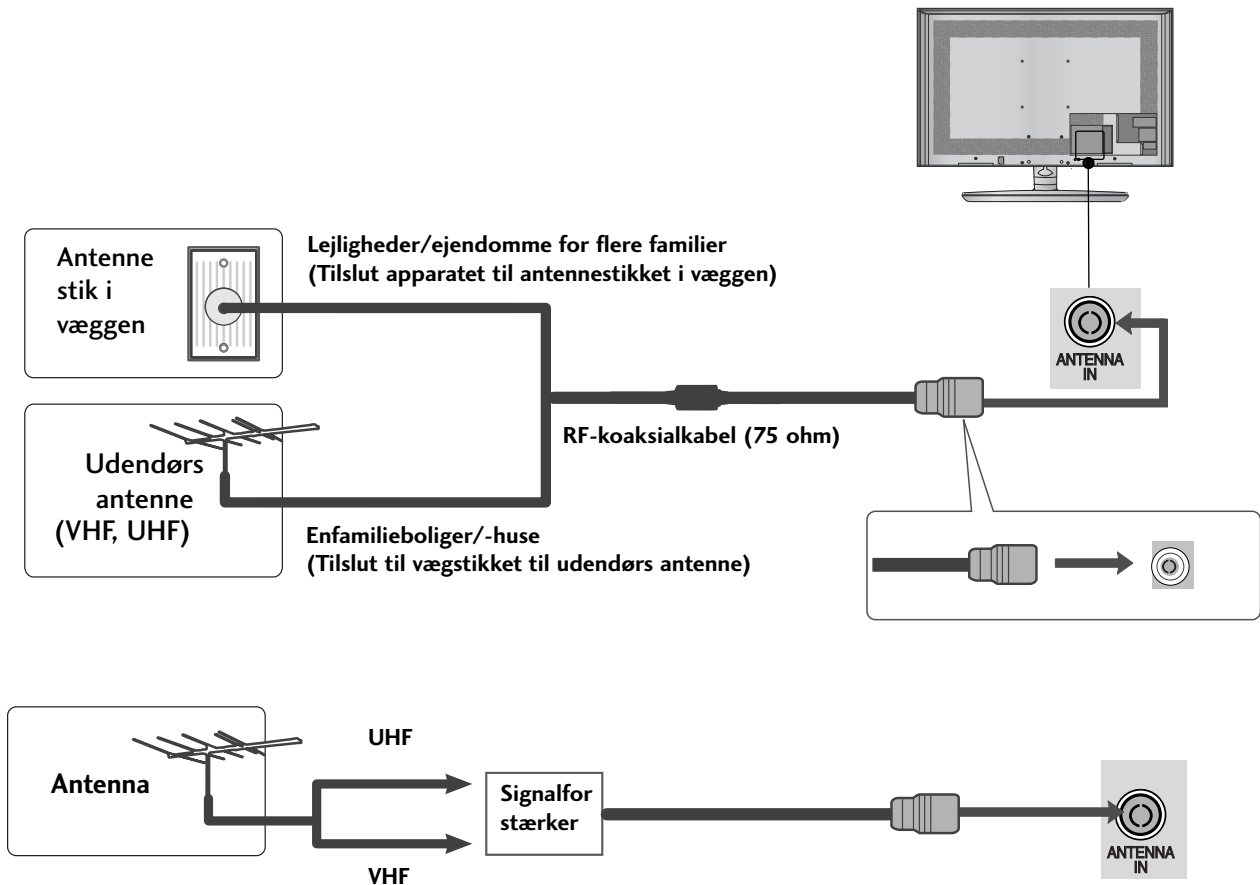 Antenne
stik i
væggen
Lejligheder/ejendomme for flere familier
(Tilslut apparatet til antennestikket i væggen)
ANTENNA
IN
RF-koaksialkabel (75 ohm)
Udendørs
antenne
(VHF, UHF)
Enfamilieboliger/-huse
(Tilslut til vægstikket til udendørs antenne)
Antenna
UHF
VHF
Signalfor
stærker
ANTENNA
IN